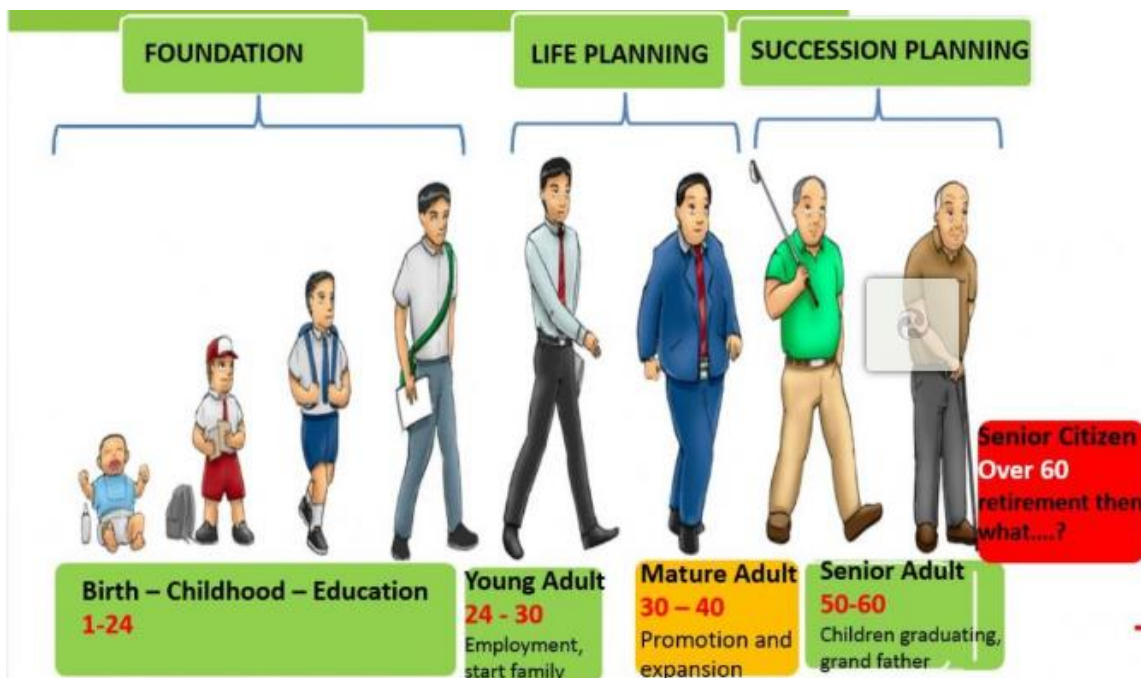 FOUNDATION
LIFE PLANNING
SUCCESSION PLANNING
Birth – Childhood – Education
1-24
Young Adult
24 - 30
Employment,
start family
Mature Adult
30 – 40
Promotion and
expansion
Senior Adult
50-60
Children graduating,
grand father
Senior Citizen
Over 60
retirement then
what....?